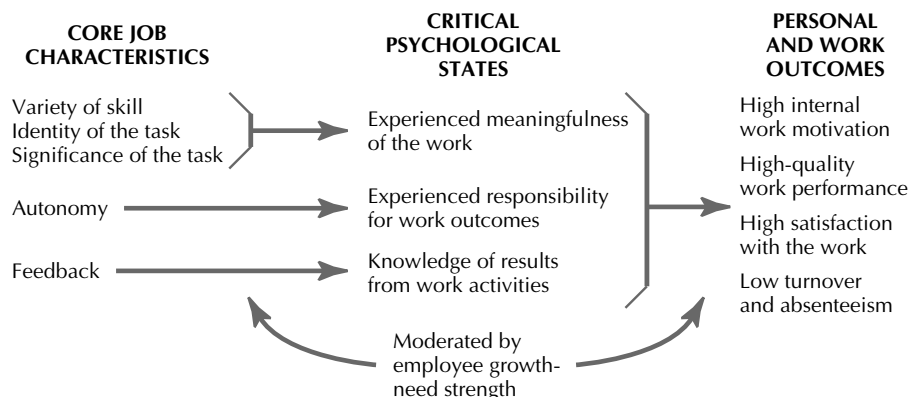 CORE JOB
CHARACTERISTICS
CRITICAL
PSYCHOLOGICAL
STATES
PERSONAL
AND WORK
OUTCOMES
Variety of skill
Identity of the task
Significance of the task
Experienced meaningfulness
of the work
Autonomy
Experienced responsibility
for work outcomes
Feedback
Knowledge of results
from work activities
High internal
work motivation
High-quality
work performance
High satisfaction
with the work
Low turnover
and absenteeism
Moderated by
employee growth-
need strength